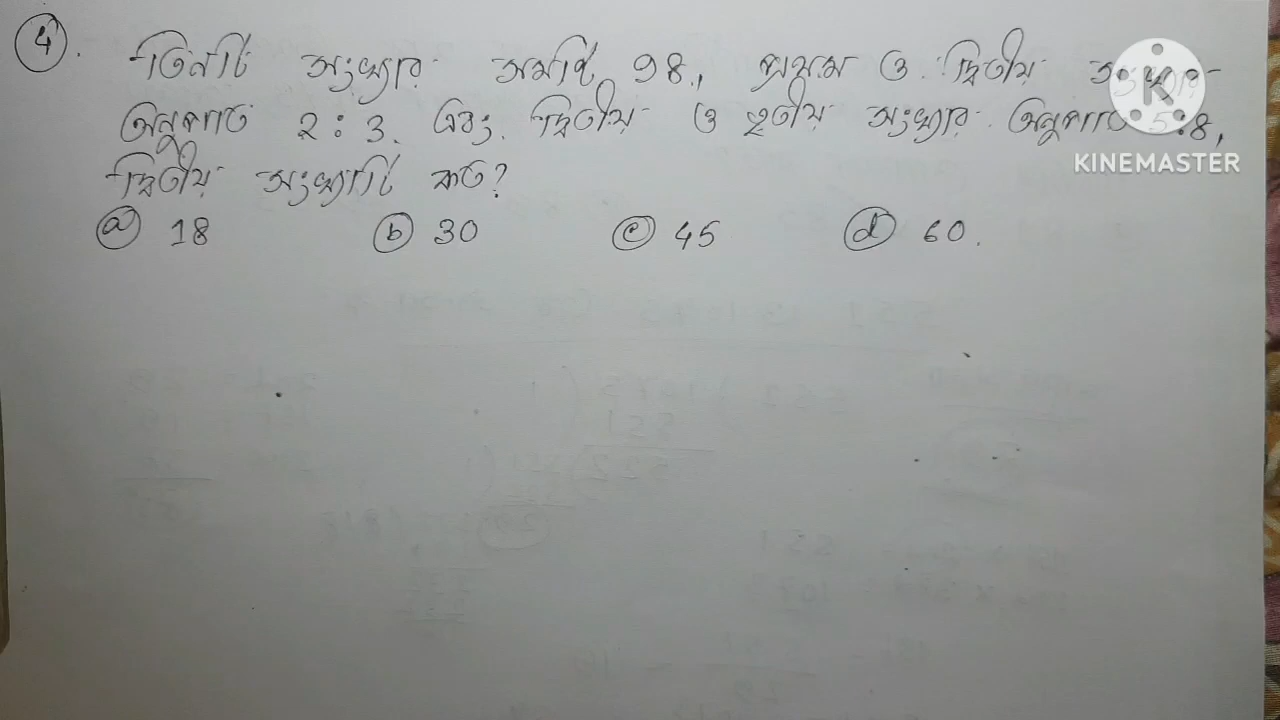 4. তিনটি সংখ্যার সমষ্টি 98, প্রথম ও দ্বিতীয় সংখ্যার
অনুপাত 2 : 3. এবং দ্বিতীয় ও তৃতীয় সংখ্যার অনুপাত 5:8,
দ্বিতীয় সংখ্যাটি কত?
a 18 b 30 c 45 d 60.
K
KINEMASTER